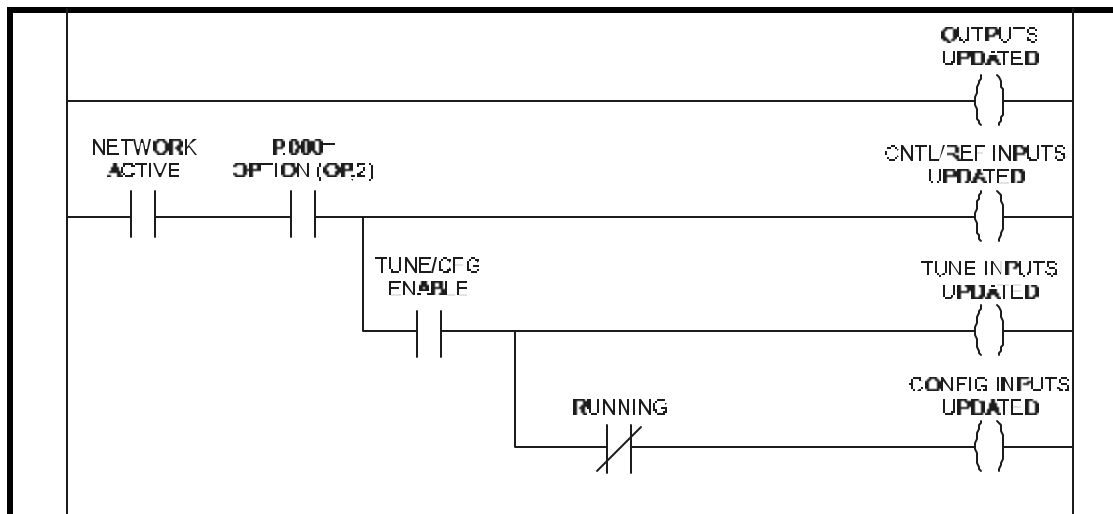 OUTPUTS
UPDATED
NETWORK
ACTIVE
P.000=
OPTION (OP.2)
CNTL/REF INPUTS
UPDATED
TUNE/CFG
ENABLE
TUNE INPUTS
UPDATED
RUNNING
CONFIG INPUTS
UPDATED